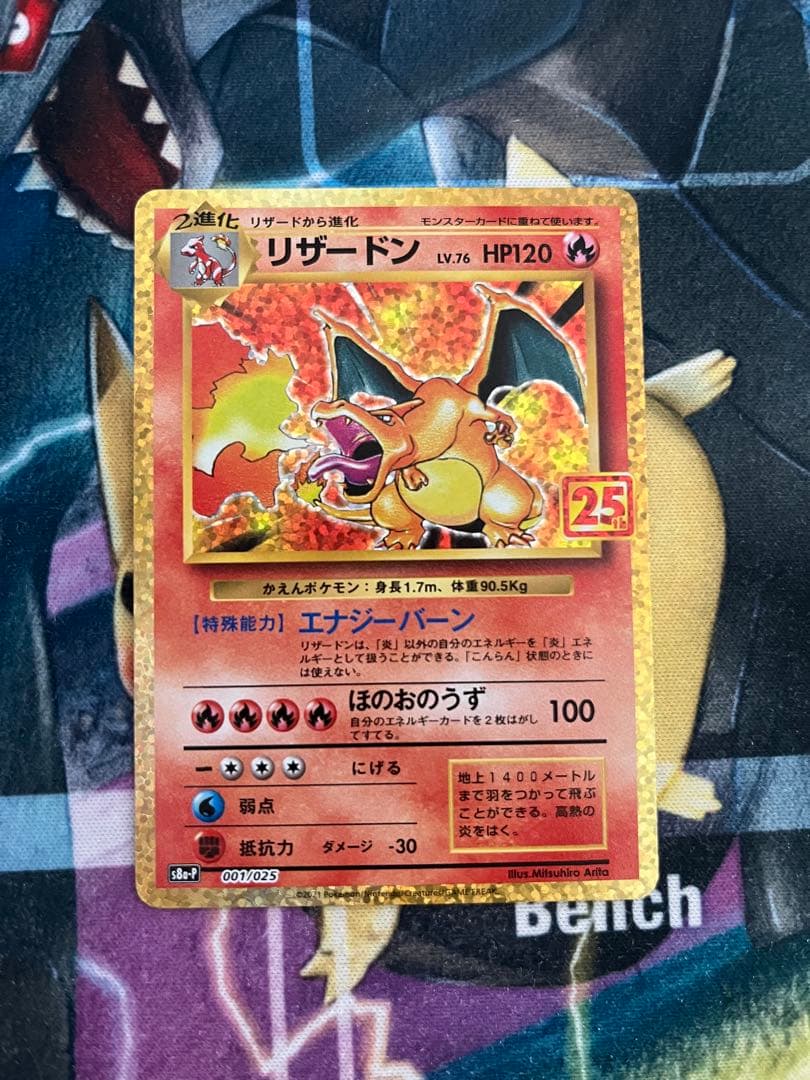 2進化 リザードから進化 モンスターカードに重ねて使います。
リザードン LV.76 HP120
25th
かえんポケモン：身長1.7m、体重90.5Kg
【特殊能力】エナジーバーン
リザードンは、「炎」以外の自分のエネルギーを「炎」エネ
ルギーとして扱うことができる。「こんらん」状態のときに
は使えない。
ほのおのうず 100
自分のエネルギーカードを2枚はがし
てすてる。
にげる
弱点
抵抗力 ダメージ -30
地上1400メートル
まで羽をつかって飛ぶ
ことができる。高熱の
炎をはく。
Illus.Mitsuhiro Arita
s8a-P 001/025
©2021 Pokémon/Nintendo/Creatures/GAME FREAK.
Bench